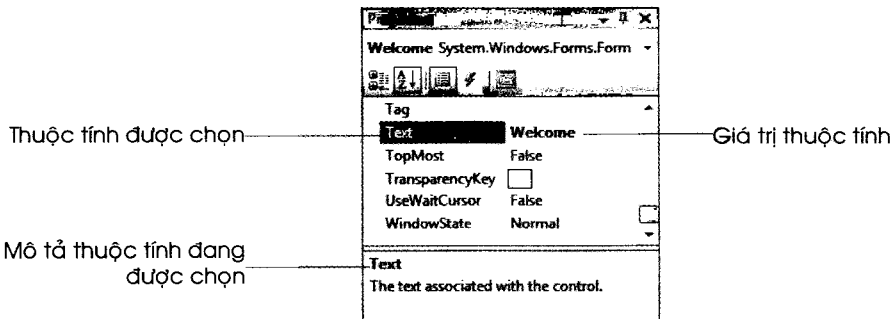 Welcome System.Windows.Forms.Form
Tag
Thuộc tính được chọn
Text Welcome
Giá trị thuộc tính
TopMost False
TransparencyKey
UseWaitCursor False
WindowState Normal
Mô tả thuộc tính đang
được chọn
Text
The text associated with the control.